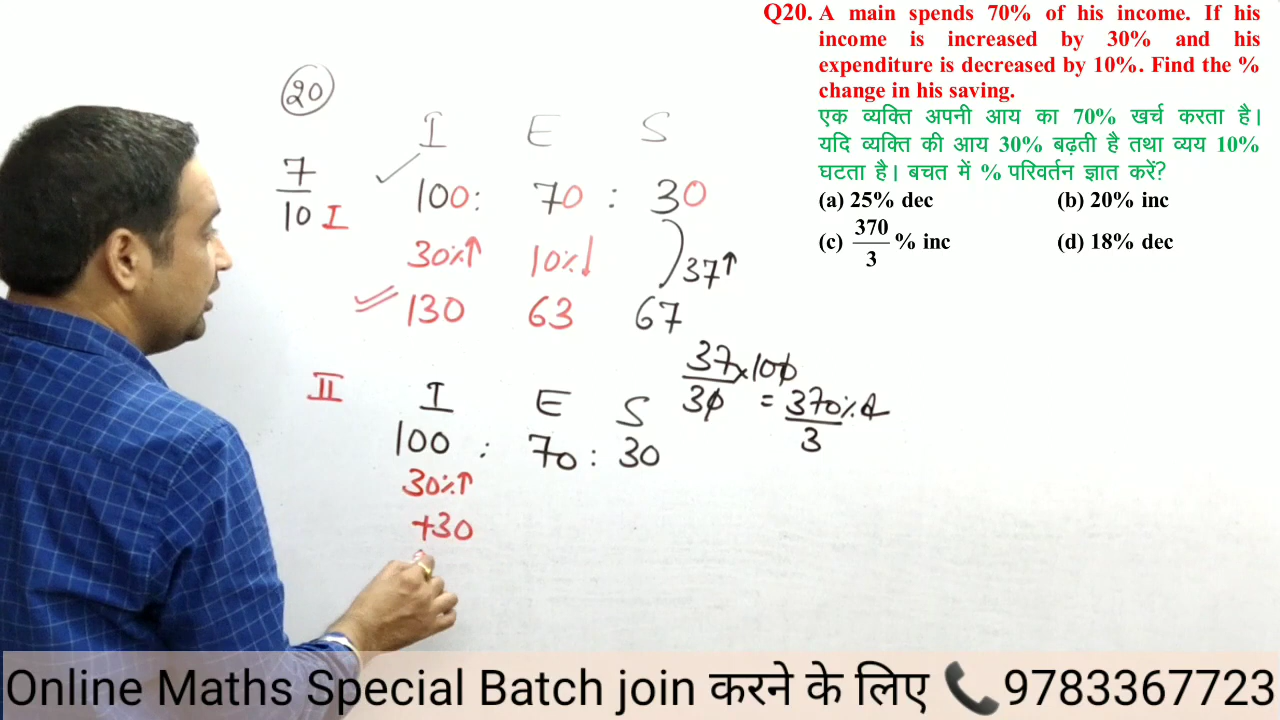 Q20. A main spends 70% of his income. If his
income is increased by 30% and his
expenditure is decreased by 10%. Find the %
change in his saving.
एक व्यक्ति अपनी आय का 70% खर्च करता है।
यदि व्यक्ति की आय 30% बढ़ती है तथा व्यय 10%
घटता है। बचत में % परिवर्तन ज्ञात करें?
(a) 25% dec (b) 20% inc
(c) 370/3 % inc (d) 18% dec
20
I E S
7/10 I
100: 70 : 30
30%↑ 10%↓ 37↑
130 63 67
37/30 x 100 = 370/3 %↑
II I E S
100 : 70 : 30
30%↑
+30
Online Maths Special Batch join करने के लिए 📞9783367723